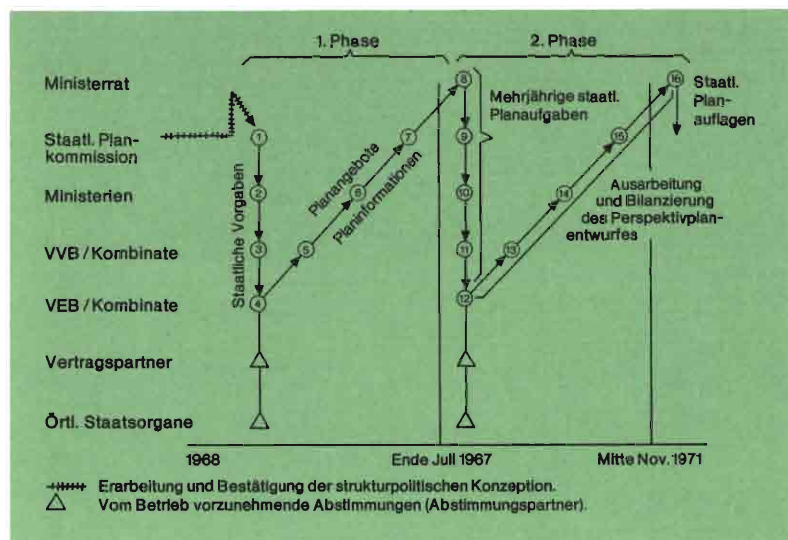 1. Phase
2. Phase
Ministerrat
Staatl. Plan-
kommission
Ministerien
VVB / Kombinate
VEB / Kombinate
Vertragspartner
Örtl. Staatsorgane
Staatliche Vorgaben
Planangebote
Planinformationen
Mehrjährige staatl.
Planaufgaben
Staatl.
Plan-
auflagen
Ausarbeitung
und Bilanzierung
des Perspektivplan-
entwurfes
1
2
3
4
5
6
7
8
9
10
11
12
13
14
15
16
1968
Ende Juli 1967
Mitte Nov. 1971
Erarbeitung und Bestätigung der strukturpolitischen Konzeption.
Vom Betrieb vorzunehmende Abstimmungen (Abstimmungspartner).